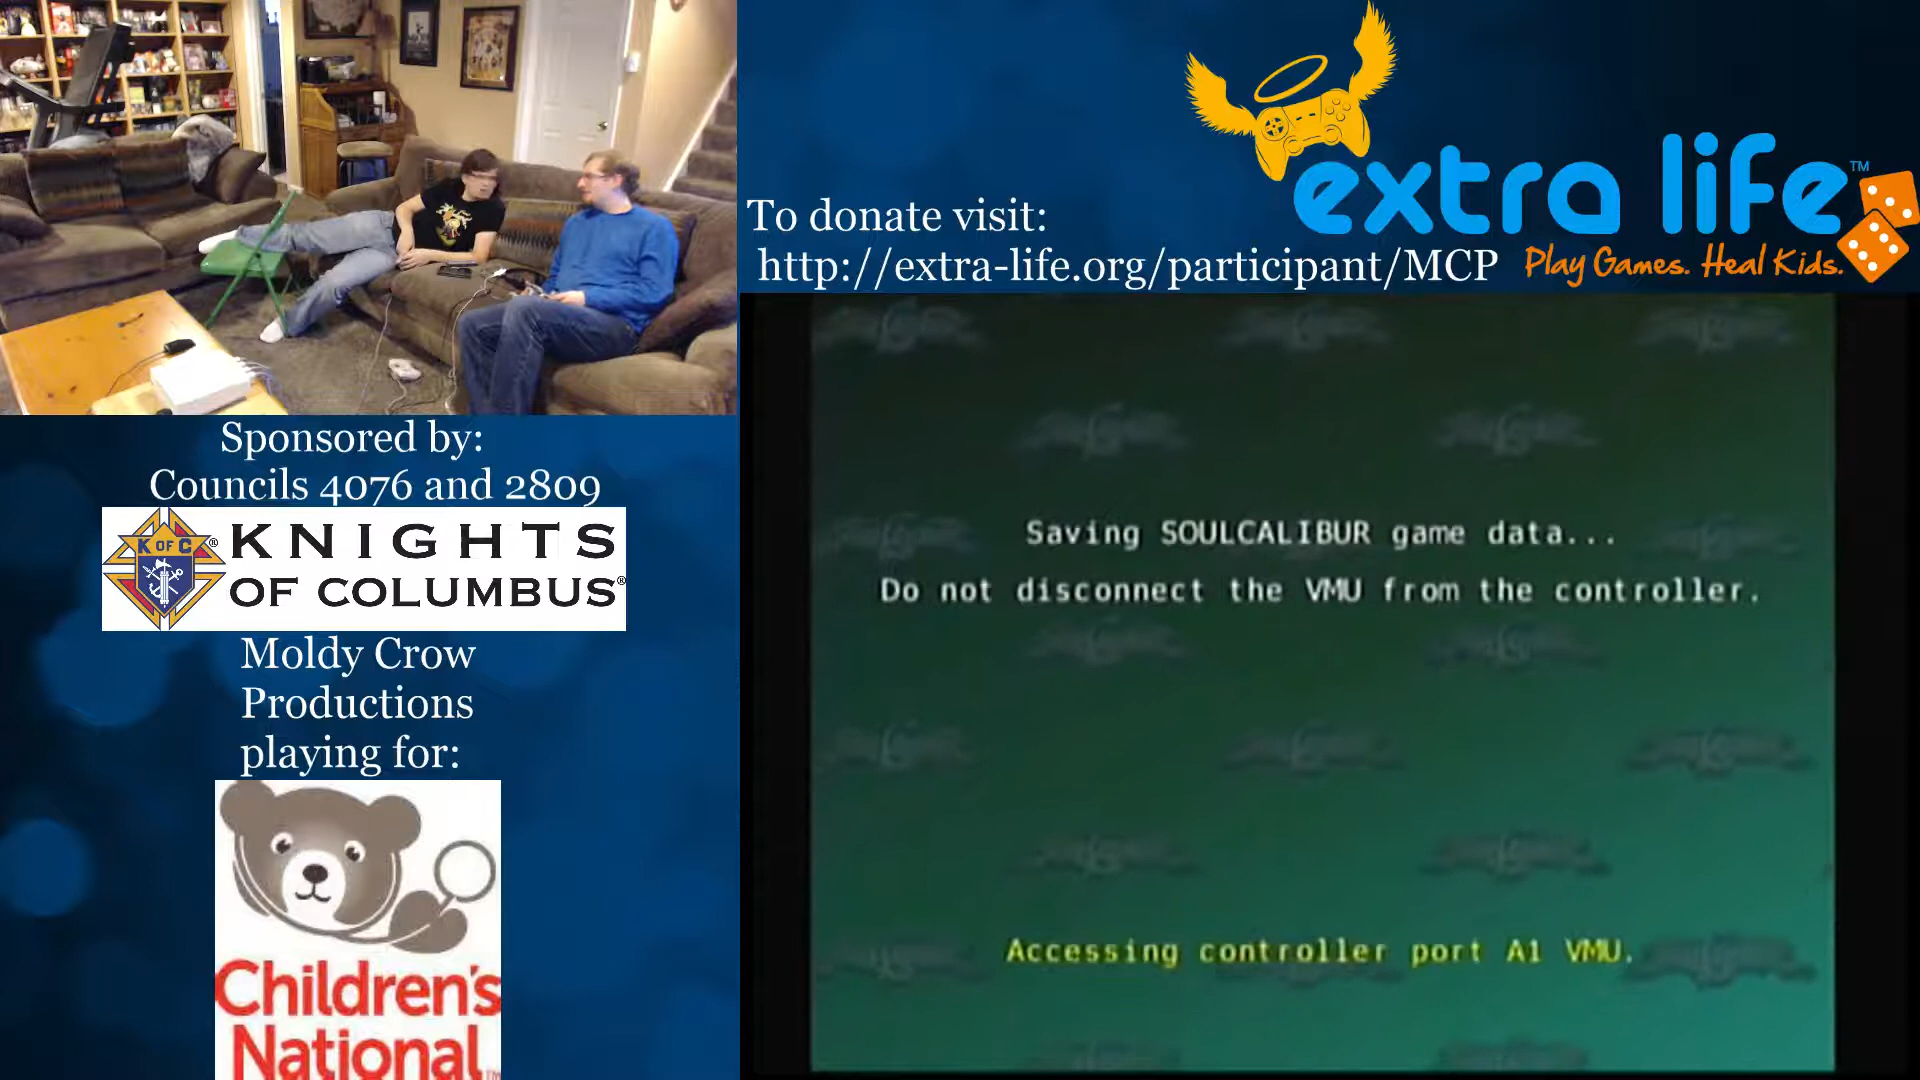 extra life™
Play Games. Heal Kids.
To donate visit:
http://extra-life.org/participant/MCP
Sponsored by:
Councils 4076 and 2809
K OF C®
KNIGHTS
OF COLUMBUS®
Moldy Crow
Productions
playing for:
Children's
National™
Saving SOULCALIBUR game data...
Do not disconnect the VMU from the controller.
Accessing controller port A1 VMU.